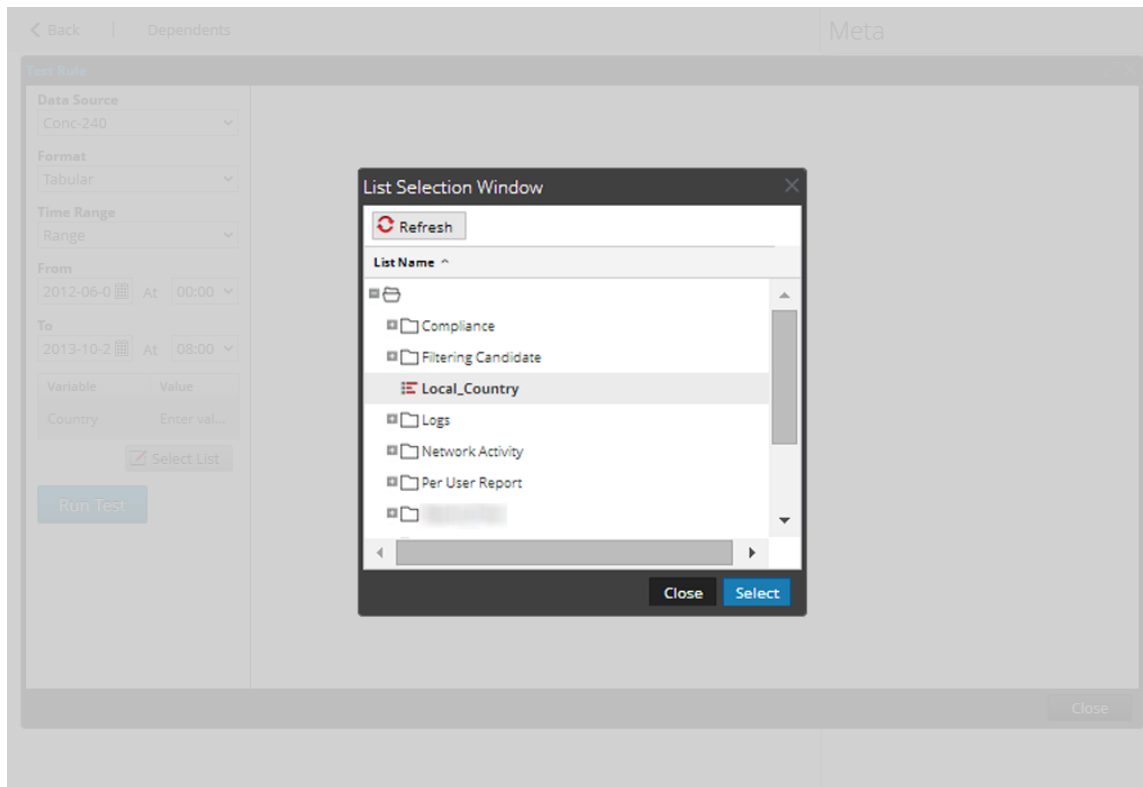 Back | Dependents
Meta
Test Rule
Data Source
Conc-240
Format
Tabular
Time Range
Range
From
2012-06-0 At 00:00
To
2013-10-2 At 08:00
Variable Value
Country Enter val...
Select List
Run Test
List Selection Window
Refresh
List Name
Compliance
Filtering Candidate
Local_Country
Logs
Network Activity
Per User Report
Close Select
Close